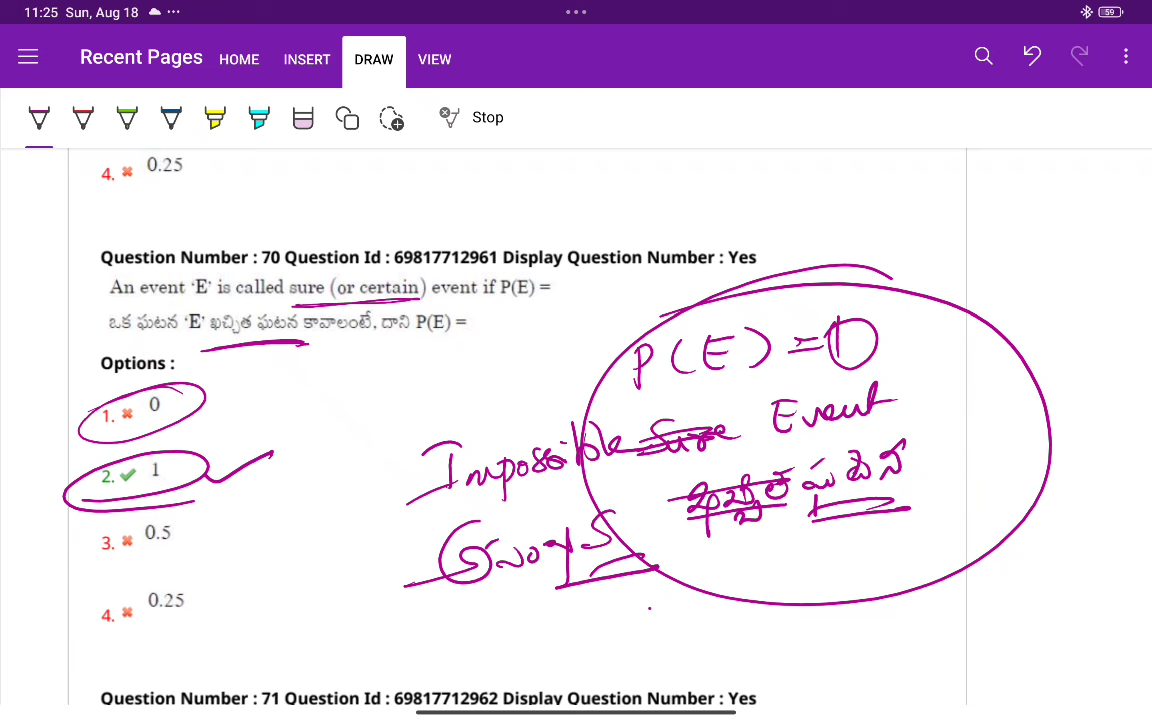 11:25 Sun, Aug 18
59
Recent Pages HOME INSERT DRAW VIEW
Stop
4. 0.25
Question Number : 70 Question Id : 69817712961 Display Question Number : Yes
An event ‘E’ is called sure (or certain) event if P(E) =
ఒక ఘటన ‘E’ ఖచ్చిత ఘటన కావాలంటే, దాని P(E) =
Options :
1. 0
2. 1
3. 0.5
4. 0.25
P(E) =
Impossible Sure Event
ఖచ్చిత ఘటన
Question Number : 71 Question Id : 69817712962 Display Question Number : Yes